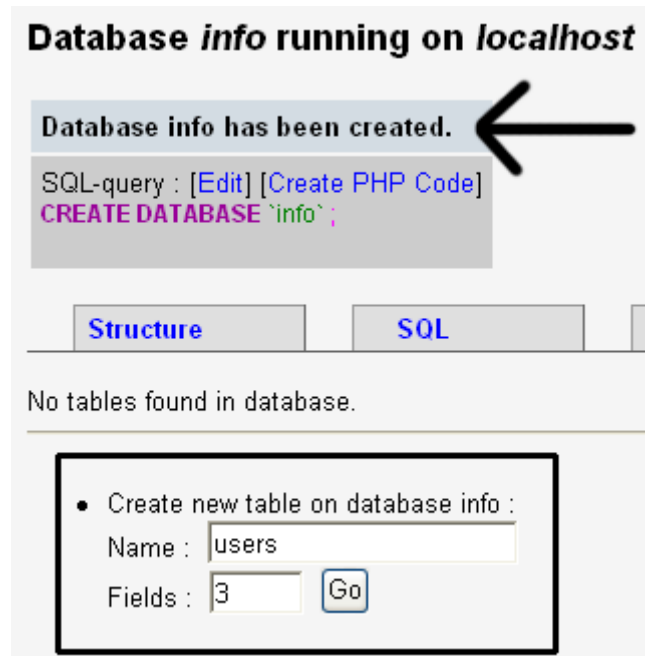 Database info running on localhost
Database info has been created.
SQL-query : [Edit] [Create PHP Code]
CREATE DATABASE `info` ;
Structure SQL
No tables found in database.
• Create new table on database info :
Name : users
Fields : 3 Go